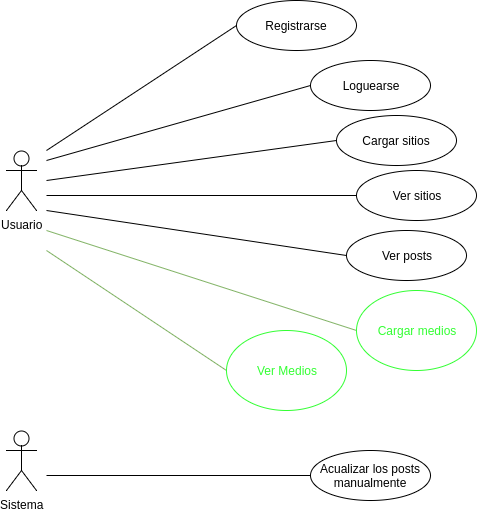 Registrarse
Loguearse
Cargar sitios
Ver sitios
Usuario
Ver posts
Cargar medios
Ver Medios
Acualizar los posts
manualmente
Sistema